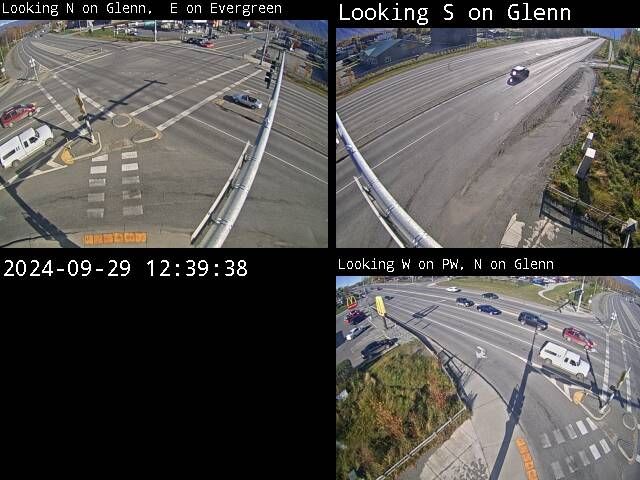 Looking N on Glenn,  E on Evergreen
Looking S on Glenn
2024-09-29 12:39:38
Looking W on PW, N on Glenn